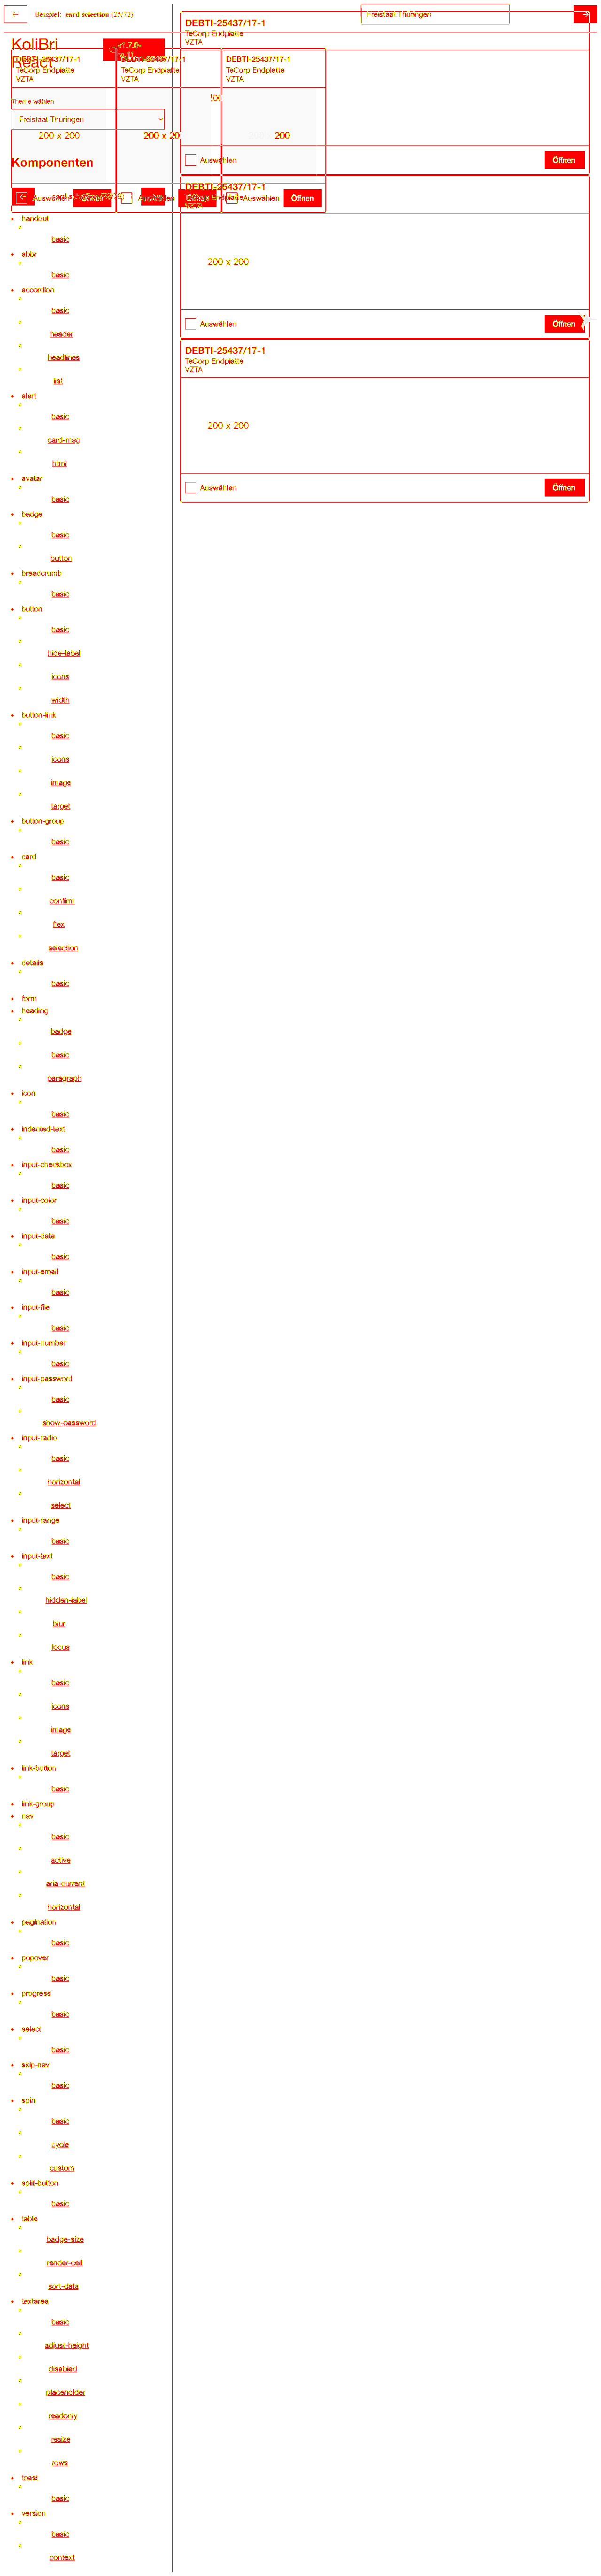 Beispiel: card selection (25/72)
Freistaat Thüringen
KoliBri
React
DEBTI-25437/17-1
TeCorp Endplatte
VZTA
DEBTI-25437/17-1
TeCorp Endplatte
VZTA
DEBTI-25437/17-1
TeCorp Endplatte
VZTA
Theme wählen
Freistaat Thüringen
200 x 200
200 x 20
200
Komponenten
Auswählen
Auswählen
Auswählen
Öffnen
DEBTI-25437/17-1
TeCorp Endplatte
VZTA
Auswählen
Öffnen
DEBTI-25437/17-1
200 x 200
Auswählen
Öffnen
DEBTI-25437/17-1
TeCorp Endplatte
VZTA
200 x 200
Auswählen
Öffnen
handout
basic
abbr
basic
accordion
basic
header
headlines
list
alert
basic
card-msg
html
avatar
basic
badge
basic
button
breadcrumb
basic
button
basic
hide-label
icons
width
button-link
basic
icons
image
target
button-group
basic
card
basic
confirm
flex
selection
details
basic
form
heading
badge
basic
paragraph
icon
basic
indented-text
basic
input-checkbox
basic
input-color
basic
input-date
basic
input-email
basic
input-file
basic
input-number
basic
input-password
basic
show-password
input-radio
basic
horizontal
select
input-range
basic
input-text
basic
hidden-label
blur
focus
link
basic
icons
image
target
link-button
basic
link-group
nav
basic
active
aria-current
horizontal
pagination
basic
popover
basic
progress
basic
select
basic
skip-nav
basic
spin
basic
cycle
custom
split-button
basic
table
badge-size
render-cell
sort-data
textarea
basic
adjust-height
disabled
placeholder
readonly
resize
rows
toast
basic
version
basic
context